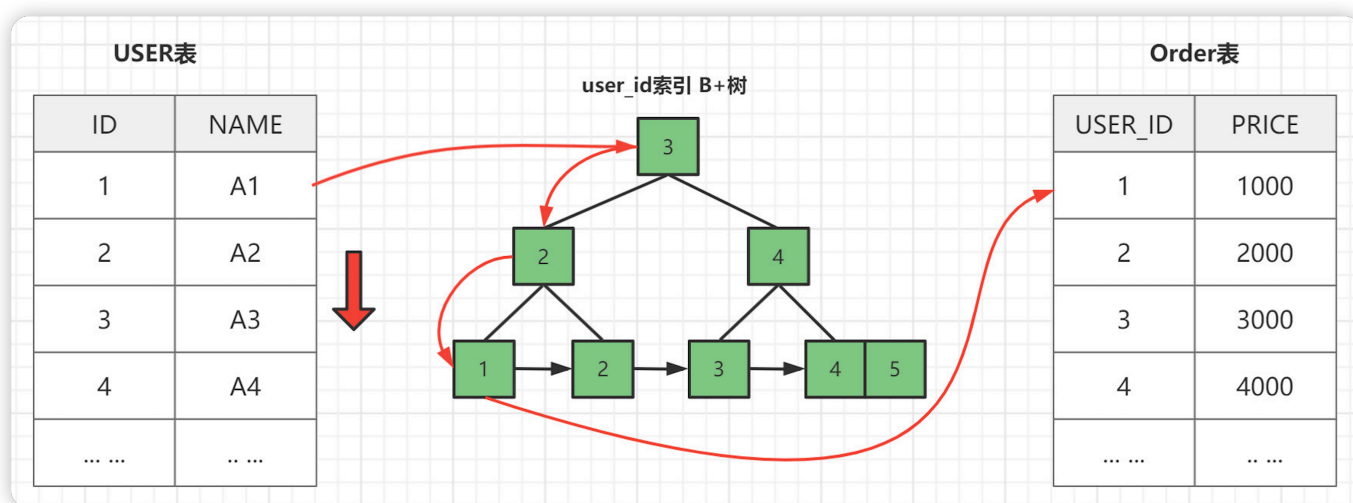 USER表
ID NAME
1 A1
2 A2
3 A3
4 A4
... ... .. ...
user_id索引 B+树
3
2 4
1 2 3 4 5
Order表
USER_ID PRICE
1 1000
2 2000
3 3000
4 4000
... ... .. ...